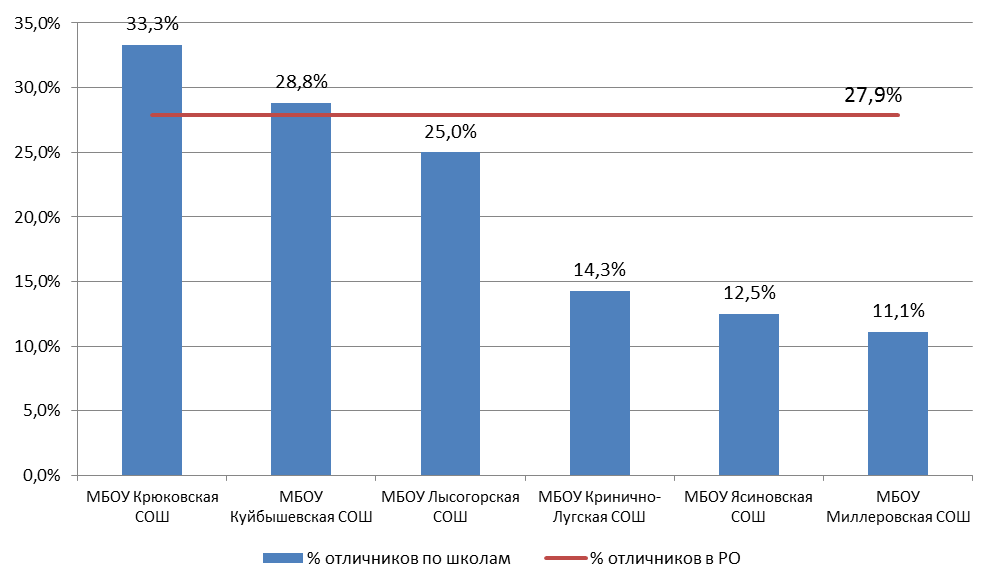 35,0%
30,0%
25,0%
20,0%
15,0%
10,0%
5,0%
0,0%
33,3%
28,8%
25,0%
14,3%
12,5%
11,1%
27,9%
МБОУ Крюковская
СОШ
МБОУ
Куйбышевская СОШ
МБОУ Лысогорская
СОШ
МБОУ Кринично-
Лугская СОШ
МБОУ Ясиновская
СОШ
МБОУ
Миллеровская СОШ
% отличников по школам
% отличников в РО